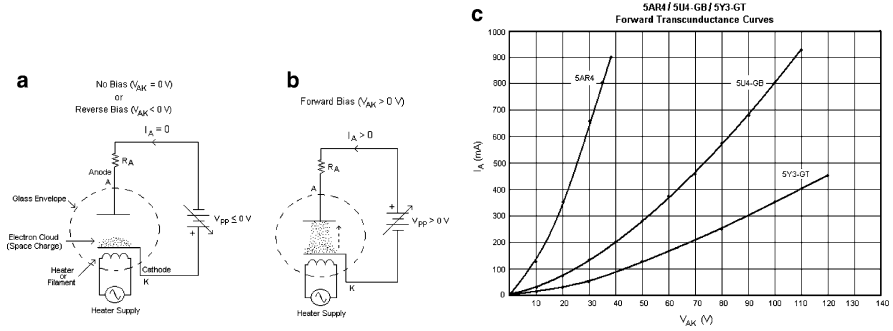 a
No Bias (VAK = 0 V)
or
Reverse Bias (VAK < 0 V)
IA = 0
RA
Anode
A
Glass Envelope
Electron Cloud
(Space Charge)
Heater
or
Filament
Cathode
K
Heater Supply
VPP ≤ 0 V
+
b
Forward Bias (VAK > 0 V)
IA > 0
RA
A
+
VPP > 0 V
K
Heater Supply
c
5AR4 / 5U4-GB / 5Y3-GT
Forward Transcunductance Curves
1000
900
800
700
600
500
400
300
200
100
0
IA (mA)
5AR4
5U4-GB
5Y3-GT
10 20 30 40 50 60 70 80 90 100 110 120 130 140
VAK (V)